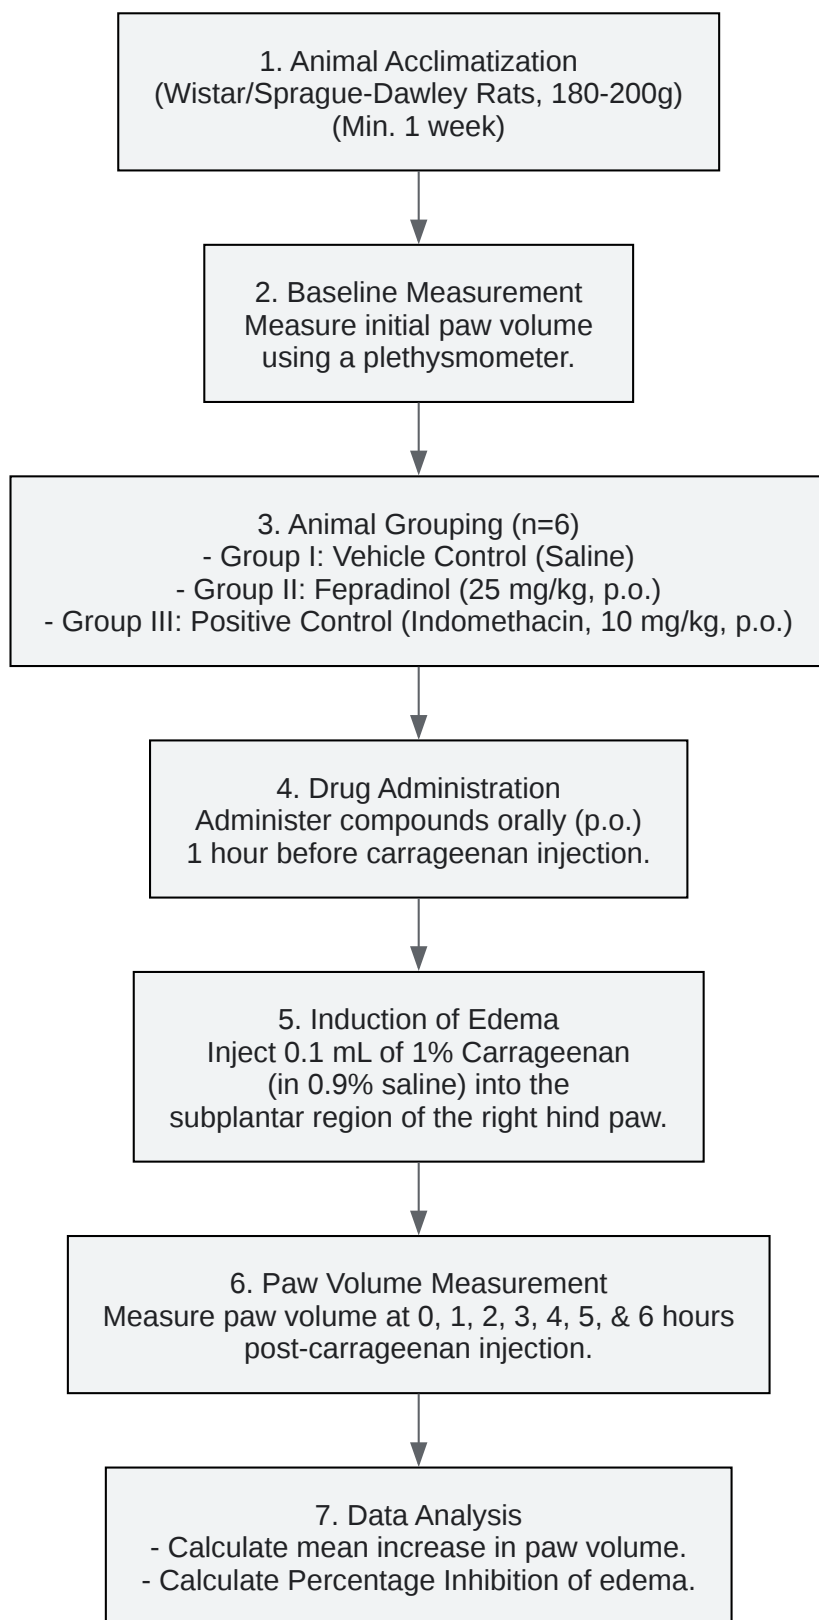 1. Animal Acclimatization
(Wistar/Sprague-Dawley Rats, 180-200g)
(Min. 1 week)
2. Baseline Measurement
Measure initial paw volume
using a plethysmometer.
3. Animal Grouping (n=6)
- Group I: Vehicle Control (Saline)
- Group II: Fepradinol (25 mg/kg, p.o.)
- Group III: Positive Control (Indomethacin, 10 mg/kg, p.o.)
4. Drug Administration
Administer compounds orally (p.o.)
1 hour before carrageenan injection.
5. Induction of Edema
Inject 0.1 mL of 1% Carrageenan
(in 0.9% saline) into the
subplantar region of the right hind paw.
6. Paw Volume Measurement
Measure paw volume at 0, 1, 2, 3, 4, 5, & 6 hours
post-carrageenan injection.
7. Data Analysis
- Calculate mean increase in paw volume.
- Calculate Percentage Inhibition of edema.